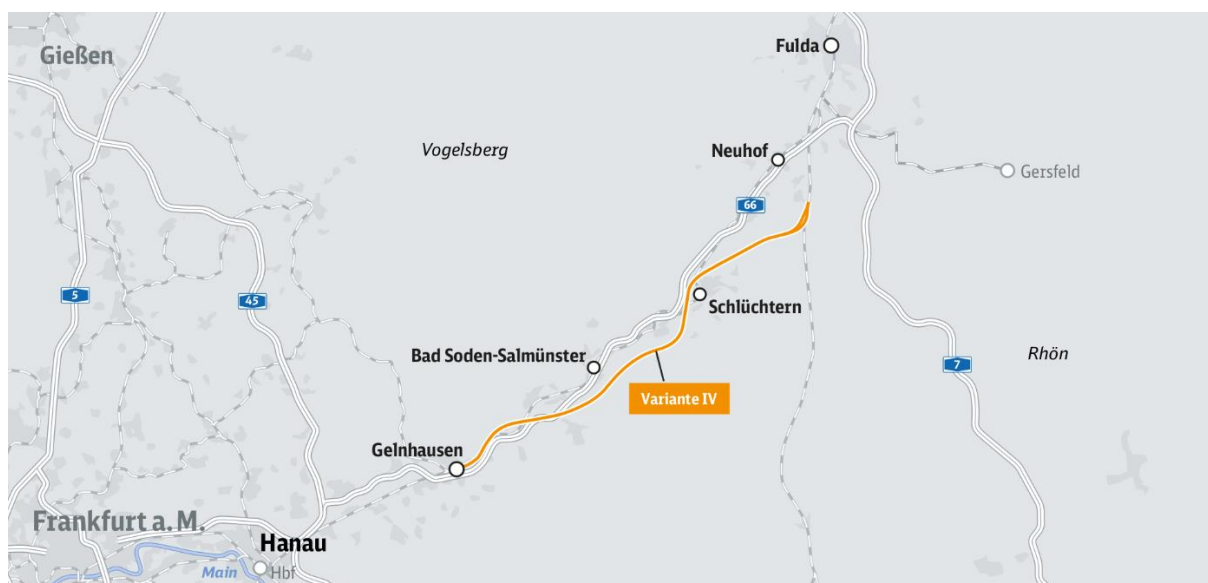 Gießen
Fulda
Vogelsberg
Neuhof
Gersfeld
66
5
45
Schlüchtern
Bad Soden-Salmünster
Rhön
7
Variante IV
Gelnhausen
Frankfurt a. M.
Hanau
Main
Hbf